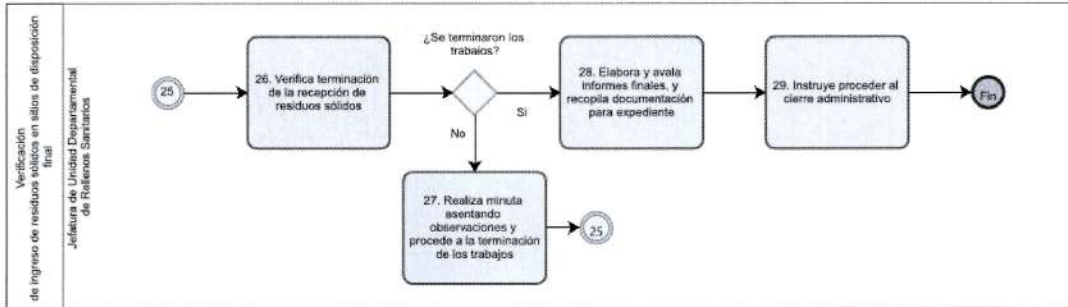 Verificación
de ingreso de residuos sólidos en sitios de disposición
final
Jefatura de Unidad Departamental
de Rellenos Sanitarios
25
26. Verifica terminación
de la recepción de
residuos sólidos
¿Se terminaron los
trabajos?
Si
No
28. Elabora y avala
informes finales, y
recopila documentación
para expediente
29. Instruye proceder al
cierre administrativo
Fin
27. Realiza minuta
asentando
observaciones y
procede a la terminación
de los trabajos
25